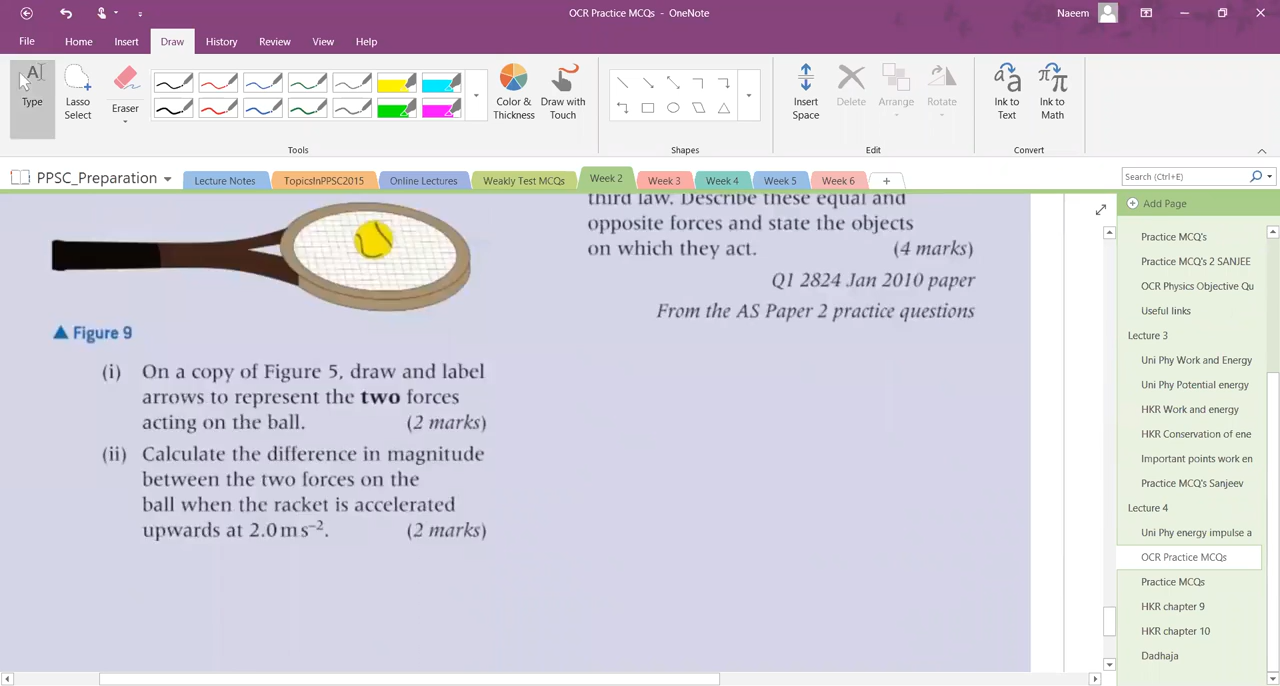 OCR Practice MCQs - OneNote
Naeem
File Home Insert Draw History Review View Help
Type
Lasso Select
Eraser
Color & Thickness
Draw with Touch
Insert Space
Delete
Arrange
Rotate
Ink to Text
Ink to Math
Tools
Shapes
Edit
Convert
PPSC_Preparation
Lecture Notes
TopicsInPPSC2015
Online Lectures
Weakly Test MCQs
Week 2
Week 3
Week 4
Week 5
Week 6
+
Search (Ctrl+E)
▲ Figure 9
(i) On a copy of Figure 5, draw and label
arrows to represent the two forces
acting on the ball. (2 marks)
(ii) Calculate the difference in magnitude
between the two forces on the
ball when the racket is accelerated
upwards at 2.0 m s⁻². (2 marks)
third law. Describe these equal and
opposite forces and state the objects
on which they act. (4 marks)
Q1 2824 Jan 2010 paper
From the AS Paper 2 practice questions
Add Page
Practice MCQ's
Practice MCQ's 2 SANJEE
OCR Physics Objective Qu
Useful links
Lecture 3
Uni Phy Work and Energy
Uni Phy Potential energy
HKR Work and energy
HKR Conservation of ene
Important points work en
Practice MCQ's Sanjeev
Lecture 4
Uni Phy energy impulse a
OCR Practice MCQs
Practice MCQs
HKR chapter 9
HKR chapter 10
Dadhaja